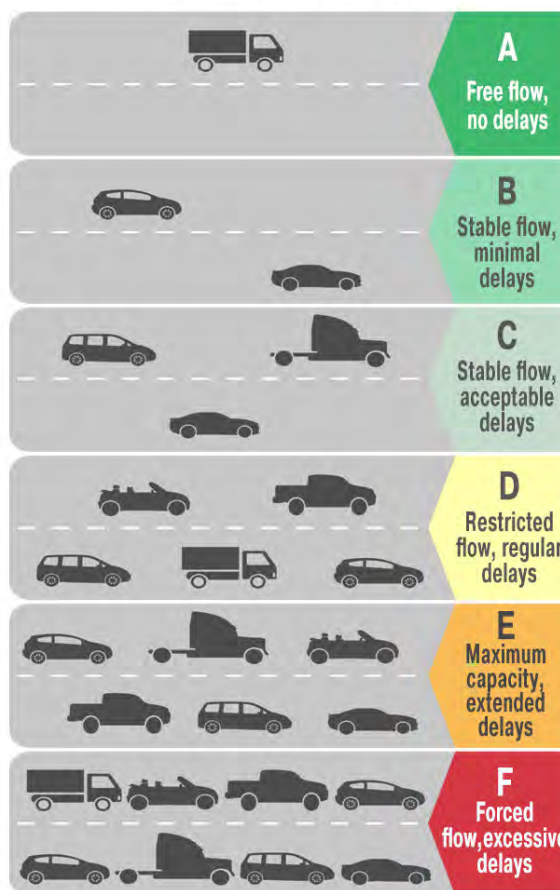 A
Free flow,
no delays
B
Stable flow,
minimal
delays
C
Stable flow,
acceptable
delays
D
Restricted
flow, regular
delays
E
Maximum
capacity,
extended
delays
F
Forced
flow,excessive
delays